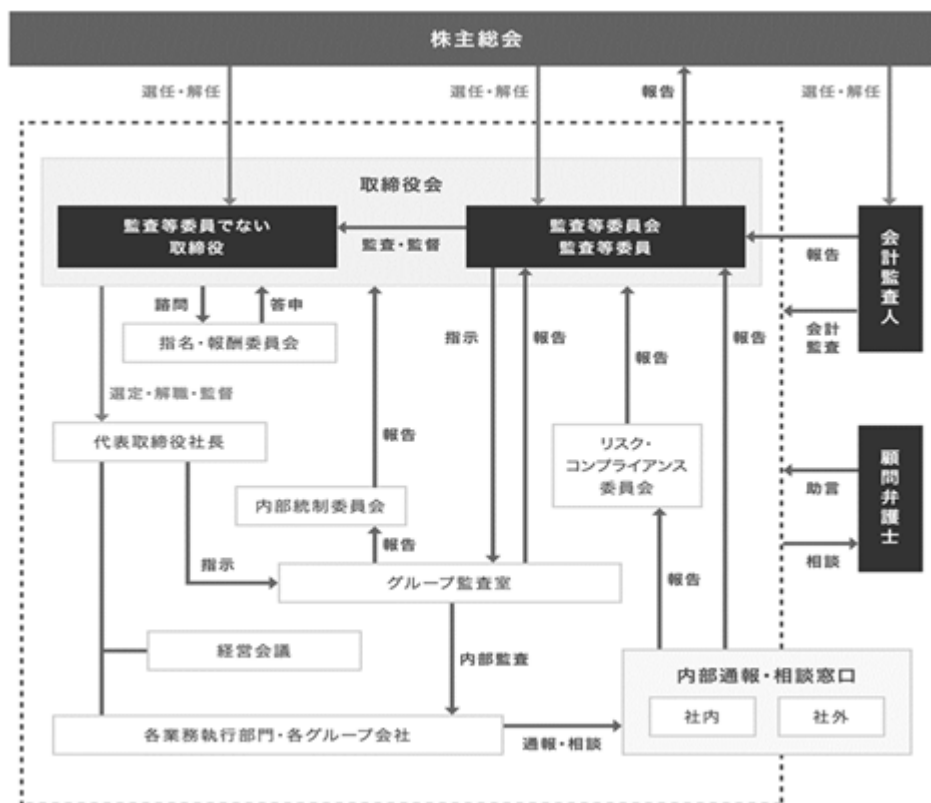 株主総会
選任・解任
選任・解任
報告
選任・解任
取締役会
監査等委員でない
取締役
監査・監督
監査等委員会
監査等委員
報告
会計監査人
会計
監査
諮問
答申
指名・報酬委員会
指示
報告
報告
報告
選定・解職・監督
代表取締役社長
報告
リスク・
コンプライアンス
委員会
助言
顧問弁護士
相談
内部統制委員会
報告
指示
グループ監査室
報告
経営会議
内部監査
内部通報・相談窓口
社内
社外
各業務執行部門・各グループ会社
通報・相談